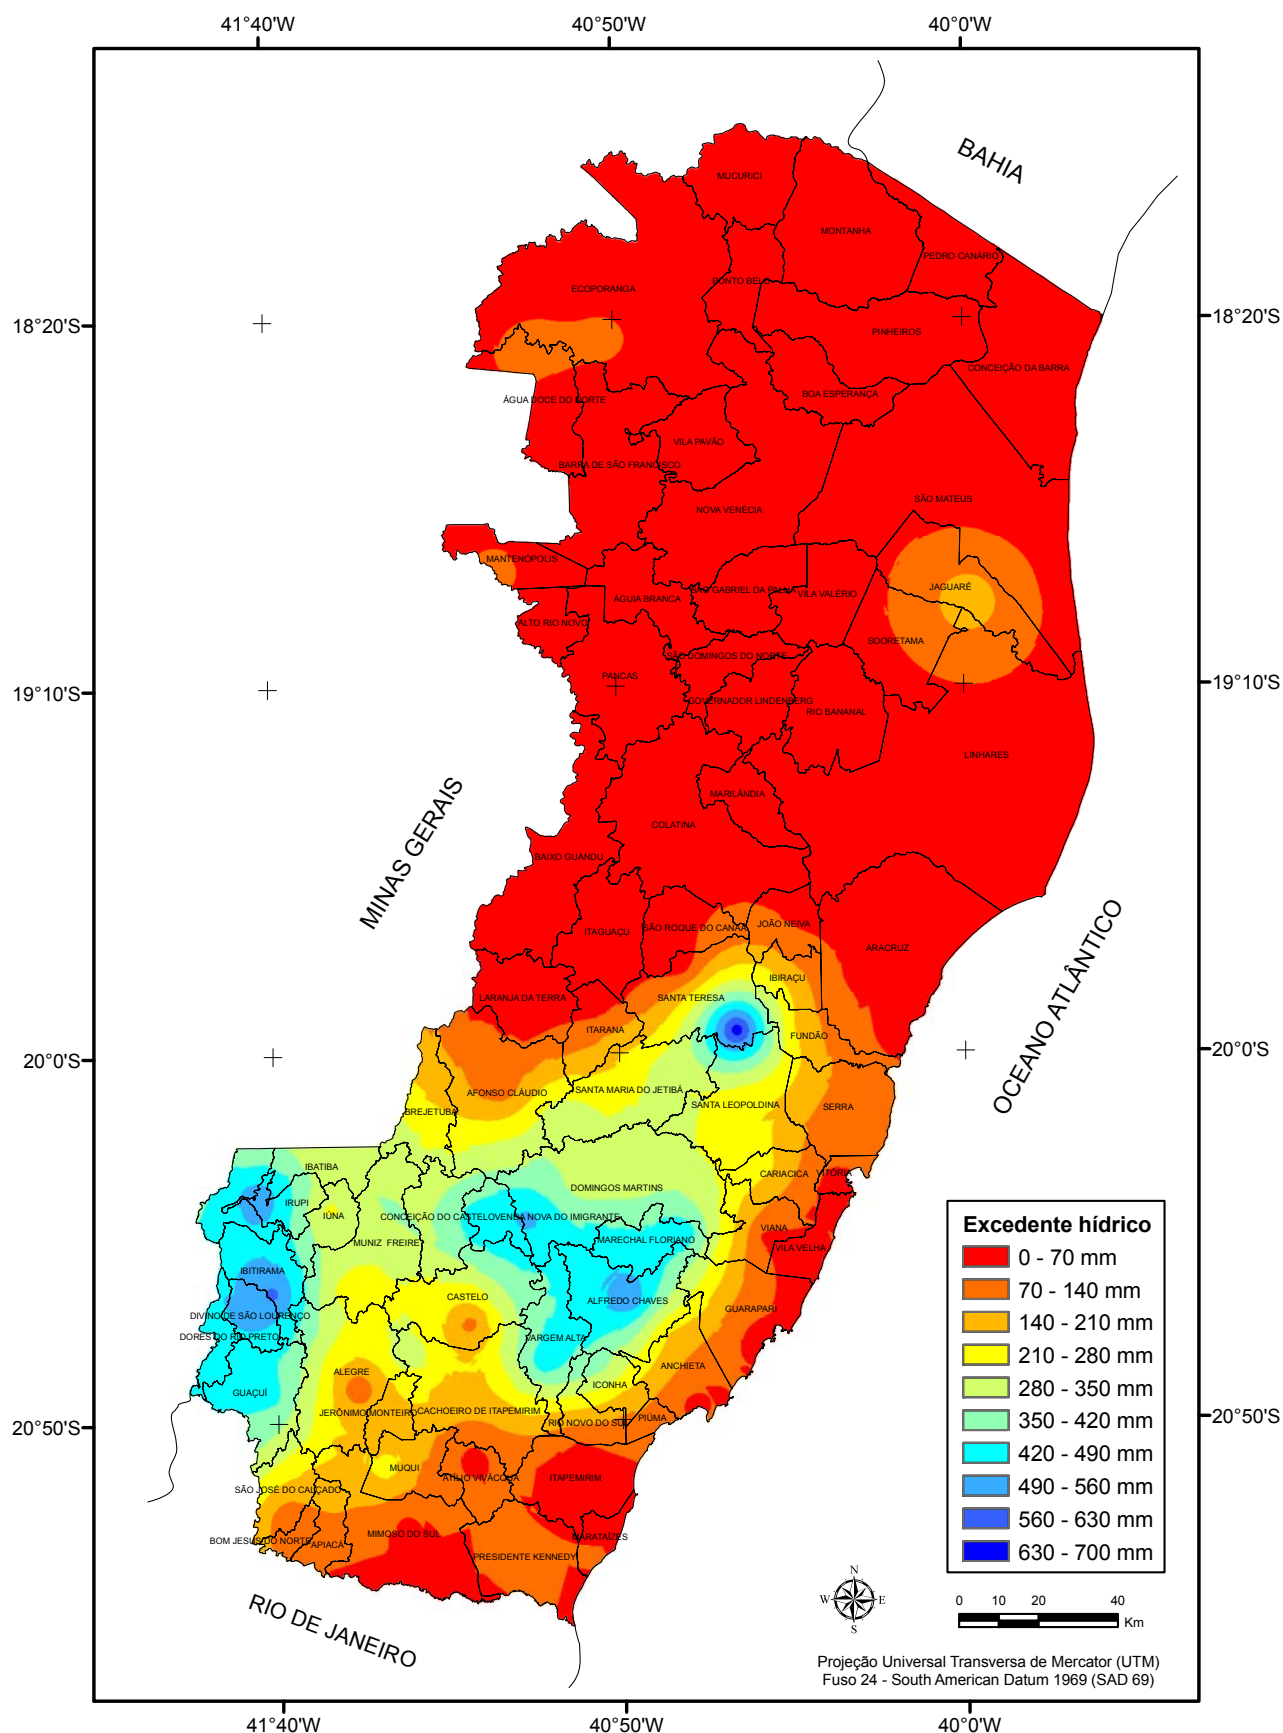 41°40'W
40°50'W
40°0'W
BAHIA
MUCURICI
MONTANHA
PEDRO CANÁRIO
PONTO BELO
ECOPORANGA
18°20'S
18°20'S
PINHEIROS
CONCEIÇÃO DA BARRA
BOA ESPERANÇA
ÁGUA DOCE DO NORTE
VILA PAVÃO
BARRA DE SÃO FRANCISCO
SÃO MATEUS
NOVA VENÉCIA
MANTENÓPOLIS
JAGUARÉ
SÃO GABRIEL DA PALHA
VILA VALÉRIO
ÁGUIA BRANCA
ALTO RIO NOVO
SOORETAMA
SÃO DOMINGOS DO NORTE
PANCAS
19°10'S
19°10'S
GOVERNADOR LINDENBERG
RIO BANANAL
LINHARES
MARILÂNDIA
COLATINA
MINAS GERAIS
BAIXO GUANDU
ITAGUAÇU
SÃO ROQUE DO CANAÃ
JOÃO NEIVA
ARACRUZ
OCEANO ATLÂNTICO
IBIRAÇU
LARANJA DA TERRA
SANTA TERESA
ITARANA
FUNDÃO
20°0'S
20°0'S
AFONSO CLÁUDIO
SANTA MARIA DO JETIBÁ
BREJETUBA
SANTA LEOPOLDINA
SERRA
IBATIBA
CARIACICA
VITÓRIA
DOMINGOS MARTINS
IRUPI
IÚNA
CONCEIÇÃO DO CASTELO
VENDA NOVA DO IMIGRANTE
VIANA
MUNIZ FREIRE
MARECHAL FLORIANO
VILA VELHA
IBITIRAMA
CASTELO
ALFREDO CHAVES
GUARAPARI
DIVINO DE SÃO LOURENÇO
DORES DO RIO PRETO
VARGEM ALTA
ANCHIETA
ALEGRE
ICONHA
GUAÇUÍ
JERÔNIMO MONTEIRO
CACHOEIRO DE ITAPEMIRIM
PIÚMA
RIO NOVO DO SUL
20°50'S
20°50'S
MUQUI
ATÍLIO VIVÁCQUA
ITAPEMIRIM
SÃO JOSÉ DO CALÇADO
MIMOSO DO SUL
MARATAÍZES
BOM JESUS DO NORTE
APIACÁ
PRESIDENTE KENNEDY
RIO DE JANEIRO
Excedente hídrico
0 - 70 mm
70 - 140 mm
140 - 210 mm
210 - 280 mm
280 - 350 mm
350 - 420 mm
420 - 490 mm
490 - 560 mm
560 - 630 mm
630 - 700 mm
N
W
E
S
0 10 20 40
Km
Projeção Universal Transversa de Mercator (UTM)
Fuso 24 - South American Datum 1969 (SAD 69)
41°40'W
40°50'W
40°0'W